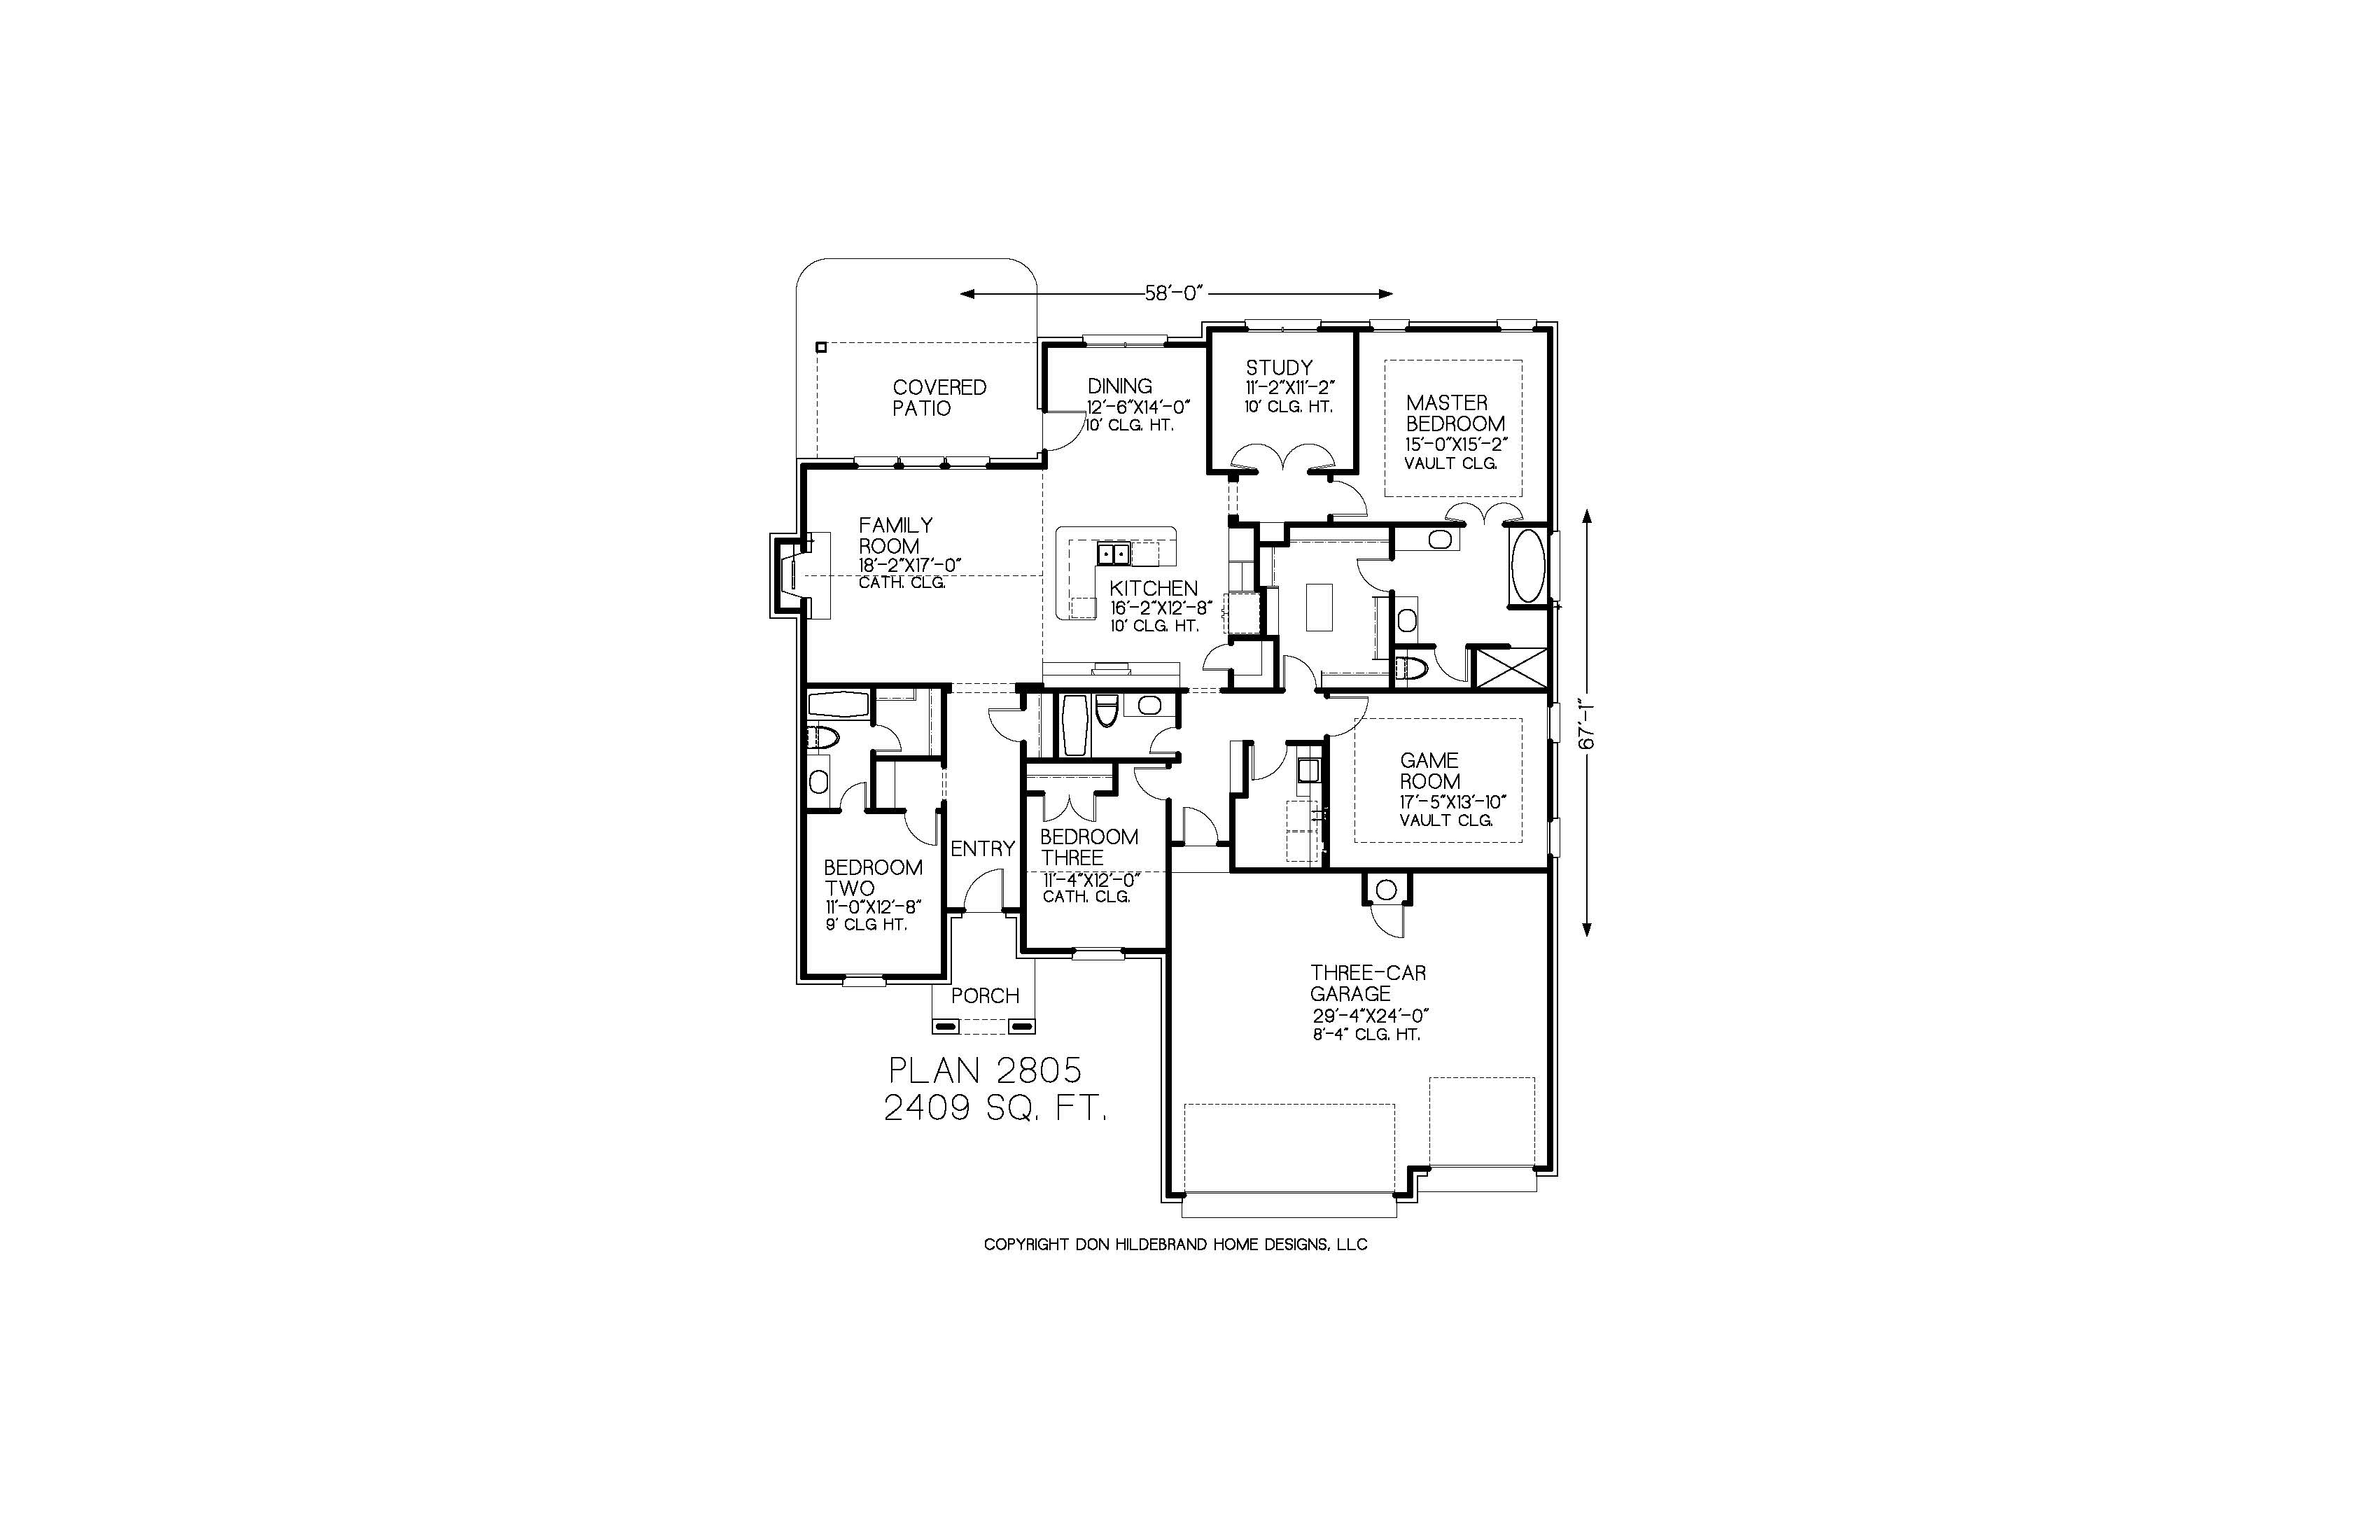 58'-0"
COVERED
PATIO
DINING
12'-6"X14'-0"
10' CLG. HT.
STUDY
11'-2"X11'-2"
10' CLG. HT.
MASTER
BEDROOM
15'-0"X15'-2"
VAULT CLG.
FAMILY
ROOM
18'-2"X17'-0"
CATH. CLG.
KITCHEN
16'-2"X12'-8"
10' CLG. HT.
67'-1"
GAME
ROOM
17'-5"X13'-10"
VAULT CLG.
BEDROOM
TWO
11'-0"X12'-8"
9' CLG HT.
ENTRY
BEDROOM
THREE
11'-4"X12'-0"
CATH. CLG.
PORCH
THREE-CAR
GARAGE
29'-4"X24'-0"
8'-4" CLG. HT.
PLAN 2805
2409 SQ. FT.
COPYRIGHT DON HILDEBRAND HOME DESIGNS, LLC